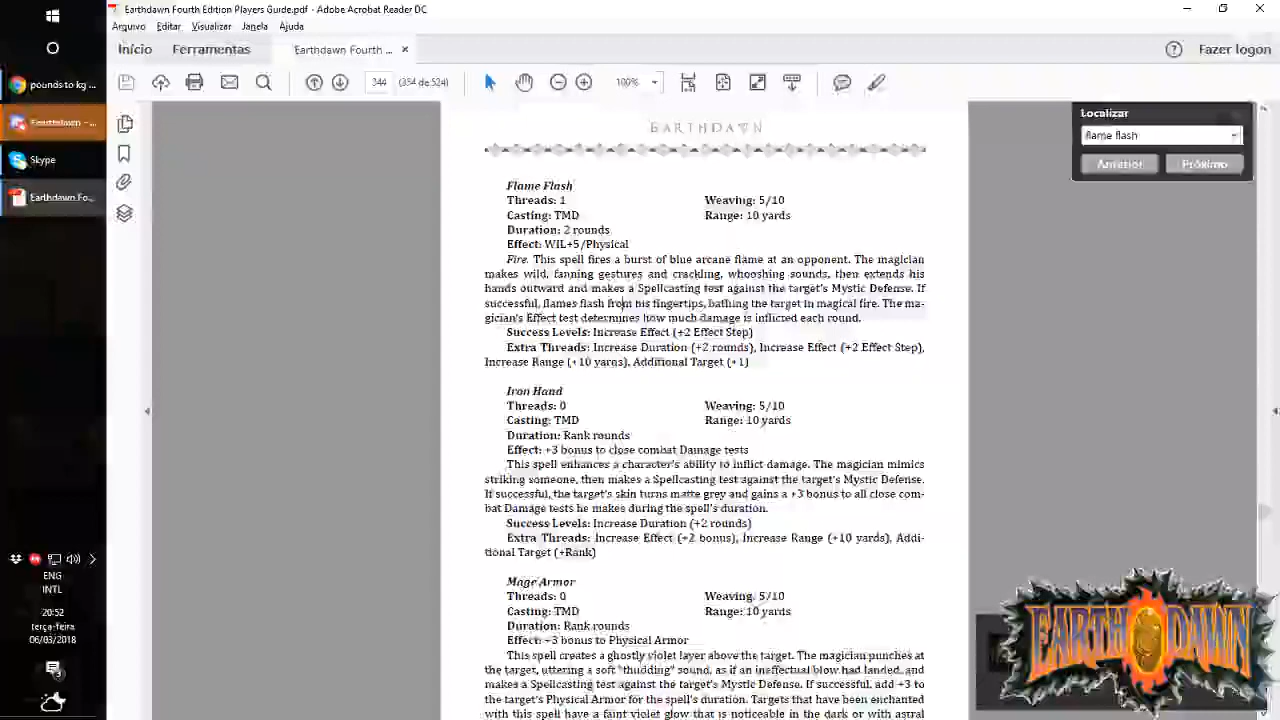 Earthdawn Fourth Edition Players Guide.pdf - Adobe Acrobat Reader DC
Arquivo Editar Visualizar Janela Ajuda
Início Ferramentas Earthdawn Fourth ... × Fazer logon
344 (354 de 524) 100%
pounds to kg ...
Skype
Earthdawn Fo...
ENG
INTL
20:52
terça-feira
06/03/2018
3
Localizar
flame flash
Anterior Próximo
EARTHDAWN
Flame Flash
Threads: 1 Weaving: 5/10
Casting: TMD Range: 10 yards
Duration: 2 rounds
Effect: WIL+5/Physical
Fire. This spell fires a burst of blue arcane flame at an opponent. The magician
makes wild, fanning gestures and crackling, whooshing sounds, then extends his
hands outward and makes a Spellcasting test against the target's Mystic Defense. If
successful, flames flash from his fingertips, bathing the target in magical fire. The ma-
gician's Effect test determines how much damage is inflicted each round.
Success Levels: Increase Effect (+2 Effect Step)
Extra Threads: Increase Duration (+2 rounds), Increase Effect (+2 Effect Step),
Increase Range (+10 yards), Additional Target (+1)
Iron Hand
Threads: 0 Weaving: 5/10
Casting: TMD Range: 10 yards
Duration: Rank rounds
Effect: +3 bonus to close combat Damage tests
This spell enhances a character's ability to inflict damage. The magician mimics
striking someone, then makes a Spellcasting test against the target's Mystic Defense.
If successful, the target's skin turns matte grey and gains a +3 bonus to all close com-
bat Damage tests he makes during the spell's duration.
Success Levels: Increase Duration (+2 rounds)
Extra Threads: Increase Effect (+2 bonus), Increase Range (+10 yards), Addi-
tional Target (+Rank)
Mage Armor
Threads: 0 Weaving: 5/10
Casting: TMD Range: 10 yards
Duration: Rank rounds
Effect: +3 bonus to Physical Armor
This spell creates a ghostly violet layer above the target. The magician punches at
the target, uttering a soft "thudding" sound, as if an ineffectual blow had landed, and
makes a Spellcasting test against the target's Mystic Defense. If successful, add +3 to
the target's Physical Armor for the spell's duration. Targets that have been enchanted
with this spell have a faint violet glow that is noticeable in the dark or with astral
EARTHDAWN